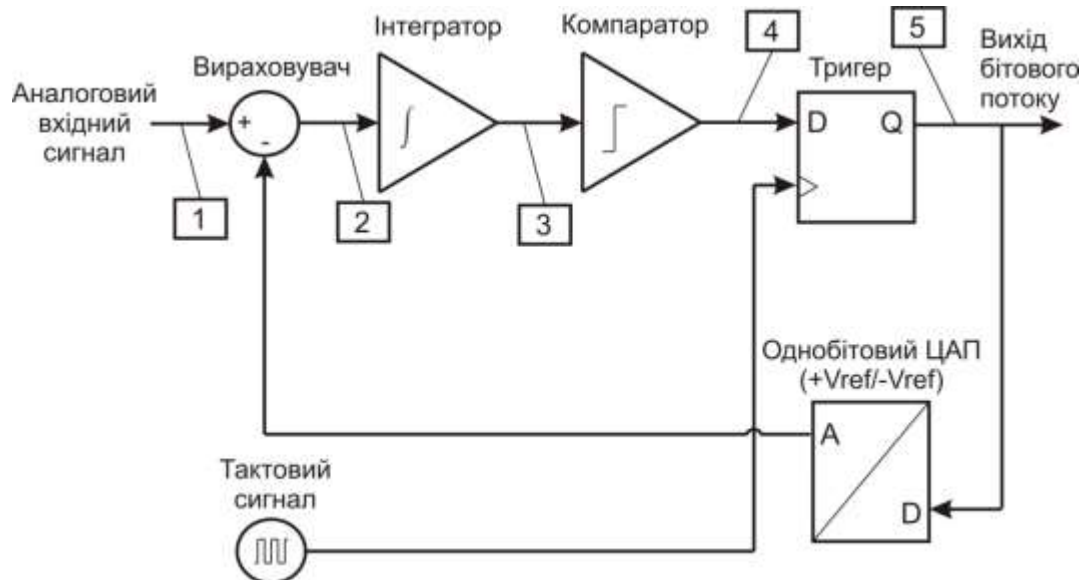 Аналоговий
вхідний
сигнал
1
Вираховувач
+
-
2
Інтегратор
∫
3
Компаратор
4
Тригер
D Q
5
Вихід
бітового
потоку
Однобітовий ЦАП
(+Vref/-Vref)
A
D
Тактовий
сигнал